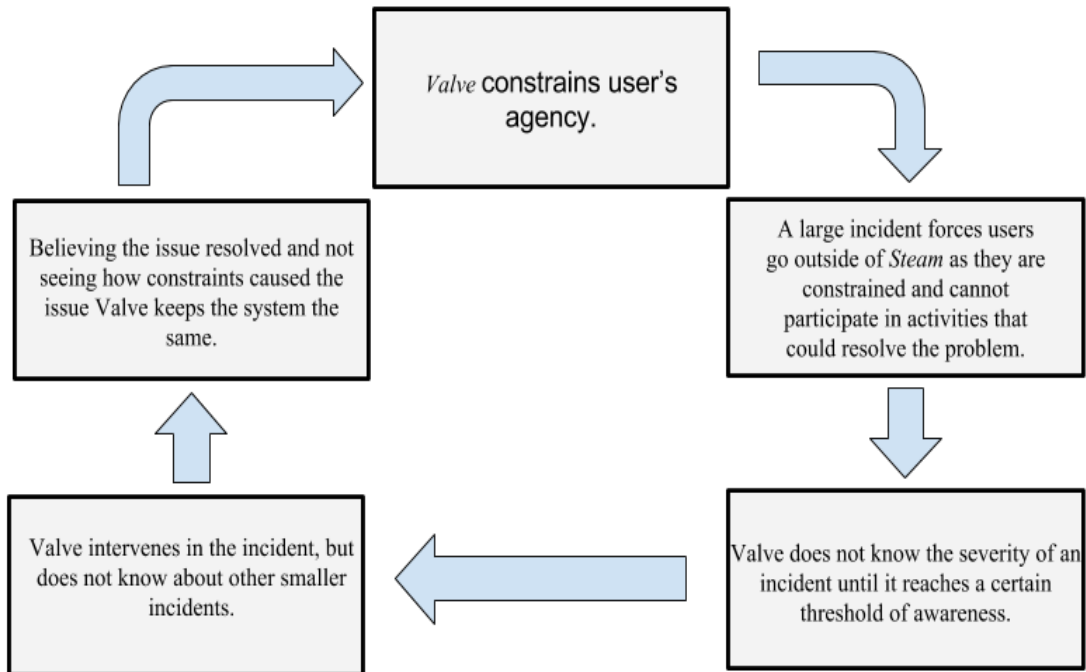 Valve constrains user's
agency.
A large incident forces users
go outside of Steam as they are
constrained and cannot
participate in activities that
could resolve the problem.
Valve does not know the severity of an
incident until it reaches a certain
threshold of awareness.
Valve intervenes in the incident, but
does not know about other smaller
incidents.
Believing the issue resolved and not
seeing how constraints caused the
issue Valve keeps the system the
same.